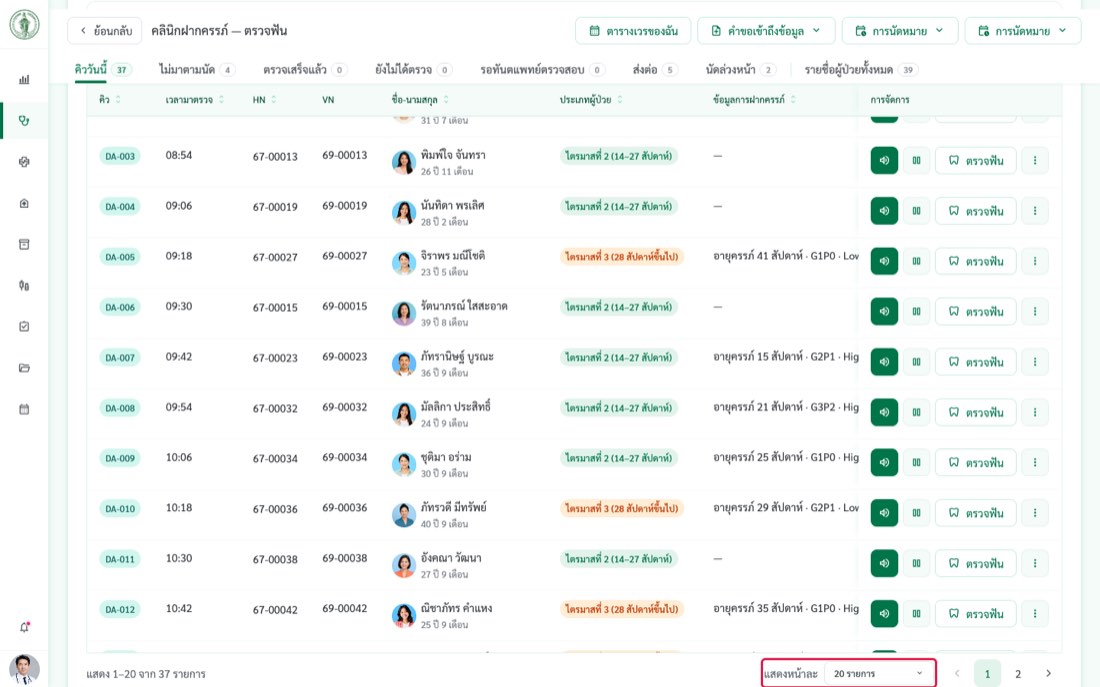 ย้อนกลับ คลินิกฝากครรภ์ — ตรวจฟัน ตารางเวรของฉัน คำขอเข้าถึงข้อมูล การนัดหมาย การนัดหมาย
คิววันนี้ 37 ไม่มาตามนัด 4 ตรวจเสร็จแล้ว 0 ยังไม่ได้ตรวจ 0 รอทันตแพทย์ตรวจสอบ 0 ส่งต่อ 5 นัดล่วงหน้า 2 รายชื่อผู้ป่วยทั้งหมด 39
คิว เวลามาตรวจ HN VN ชื่อ-นามสกุล ประเภทผู้ป่วย ข้อมูลการฝากครรภ์ การจัดการ
31 ปี 7 เดือน
DA-003 08:54 67-00013 69-00013 พิมพ์ใจ จันทรา ไตรมาสที่ 2 (14–27 สัปดาห์) — ตรวจฟัน
26 ปี 11 เดือน
DA-004 09:06 67-00019 69-00019 นันทิดา พรเลิศ ไตรมาสที่ 2 (14–27 สัปดาห์) — ตรวจฟัน
28 ปี 2 เดือน
DA-005 09:18 67-00027 69-00027 จิราพร มณีโชติ ไตรมาสที่ 3 (28 สัปดาห์ขึ้นไป) อายุครรภ์ 41 สัปดาห์ · G1P0 · Low ตรวจฟัน
23 ปี 5 เดือน
DA-006 09:30 67-00015 69-00015 รัตนาภรณ์ ใสสะอาด ไตรมาสที่ 2 (14–27 สัปดาห์) — ตรวจฟัน
39 ปี 8 เดือน
DA-007 09:42 67-00023 69-00023 ภัทรานิษฐ์ บูรณะ ไตรมาสที่ 2 (14–27 สัปดาห์) อายุครรภ์ 15 สัปดาห์ · G2P1 · Hig ตรวจฟัน
36 ปี 9 เดือน
DA-008 09:54 67-00032 69-00032 มัลลิกา ประสิทธิ์ ไตรมาสที่ 2 (14–27 สัปดาห์) อายุครรภ์ 21 สัปดาห์ · G3P2 · Hig ตรวจฟัน
24 ปี 9 เดือน
DA-009 10:06 67-00034 69-00034 ชุติมา อร่าม ไตรมาสที่ 2 (14–27 สัปดาห์) อายุครรภ์ 25 สัปดาห์ · G1P0 · Hig ตรวจฟัน
30 ปี 9 เดือน
DA-010 10:18 67-00036 69-00036 ภัทรวดี มีทรัพย์ ไตรมาสที่ 3 (28 สัปดาห์ขึ้นไป) อายุครรภ์ 29 สัปดาห์ · G2P1 · Low ตรวจฟัน
40 ปี 9 เดือน
DA-011 10:30 67-00038 69-00038 อังคณา วัฒนา ไตรมาสที่ 2 (14–27 สัปดาห์) — ตรวจฟัน
27 ปี 9 เดือน
DA-012 10:42 67-00042 69-00042 ณิชาภัทร คำแหง ไตรมาสที่ 3 (28 สัปดาห์ขึ้นไป) อายุครรภ์ 35 สัปดาห์ · G1P0 · Hig ตรวจฟัน
25 ปี 9 เดือน
แสดง 1–20 จาก 37 รายการ แสดงหน้าละ 20 รายการ 1 2